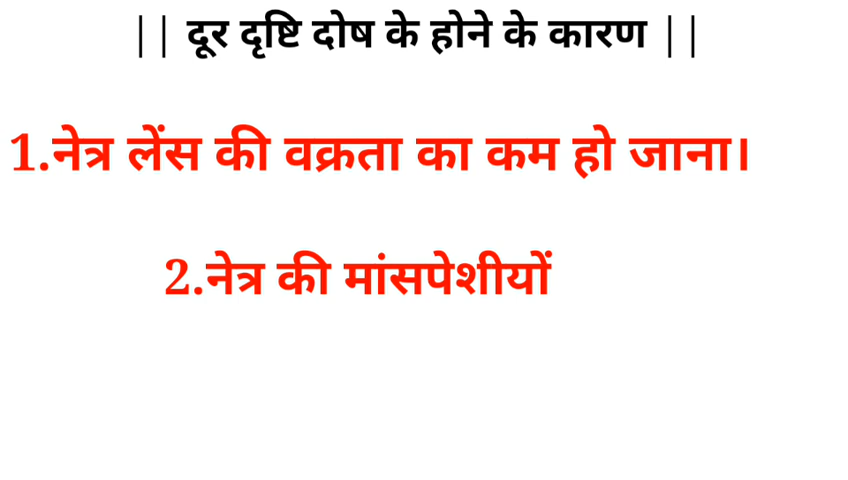 || दूर दृष्टि दोष के होने के कारण ||
1.नेत्र लेंस की वक्रता का कम हो जाना।
2.नेत्र की मांसपेशीयों